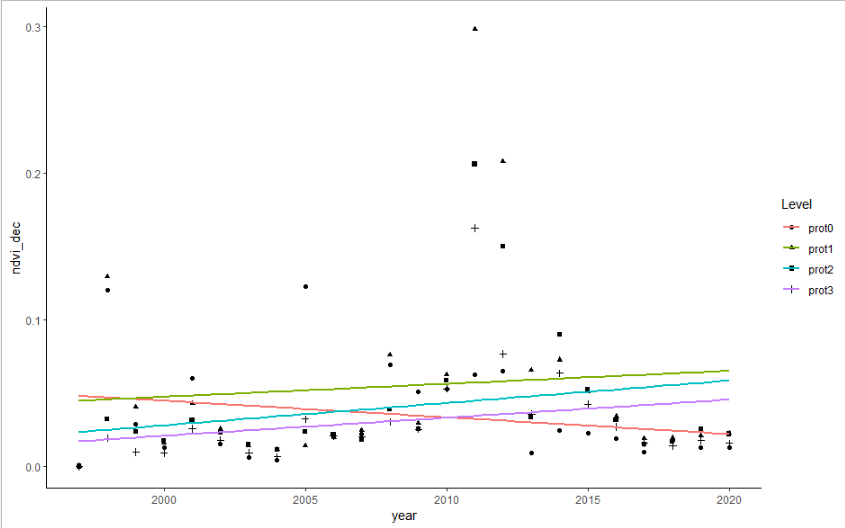 0.3
0.2
0.1
0.0
ndvi_dec
2000
2005
2010
2015
2020
year
Level
prot0
prot1
prot2
prot3